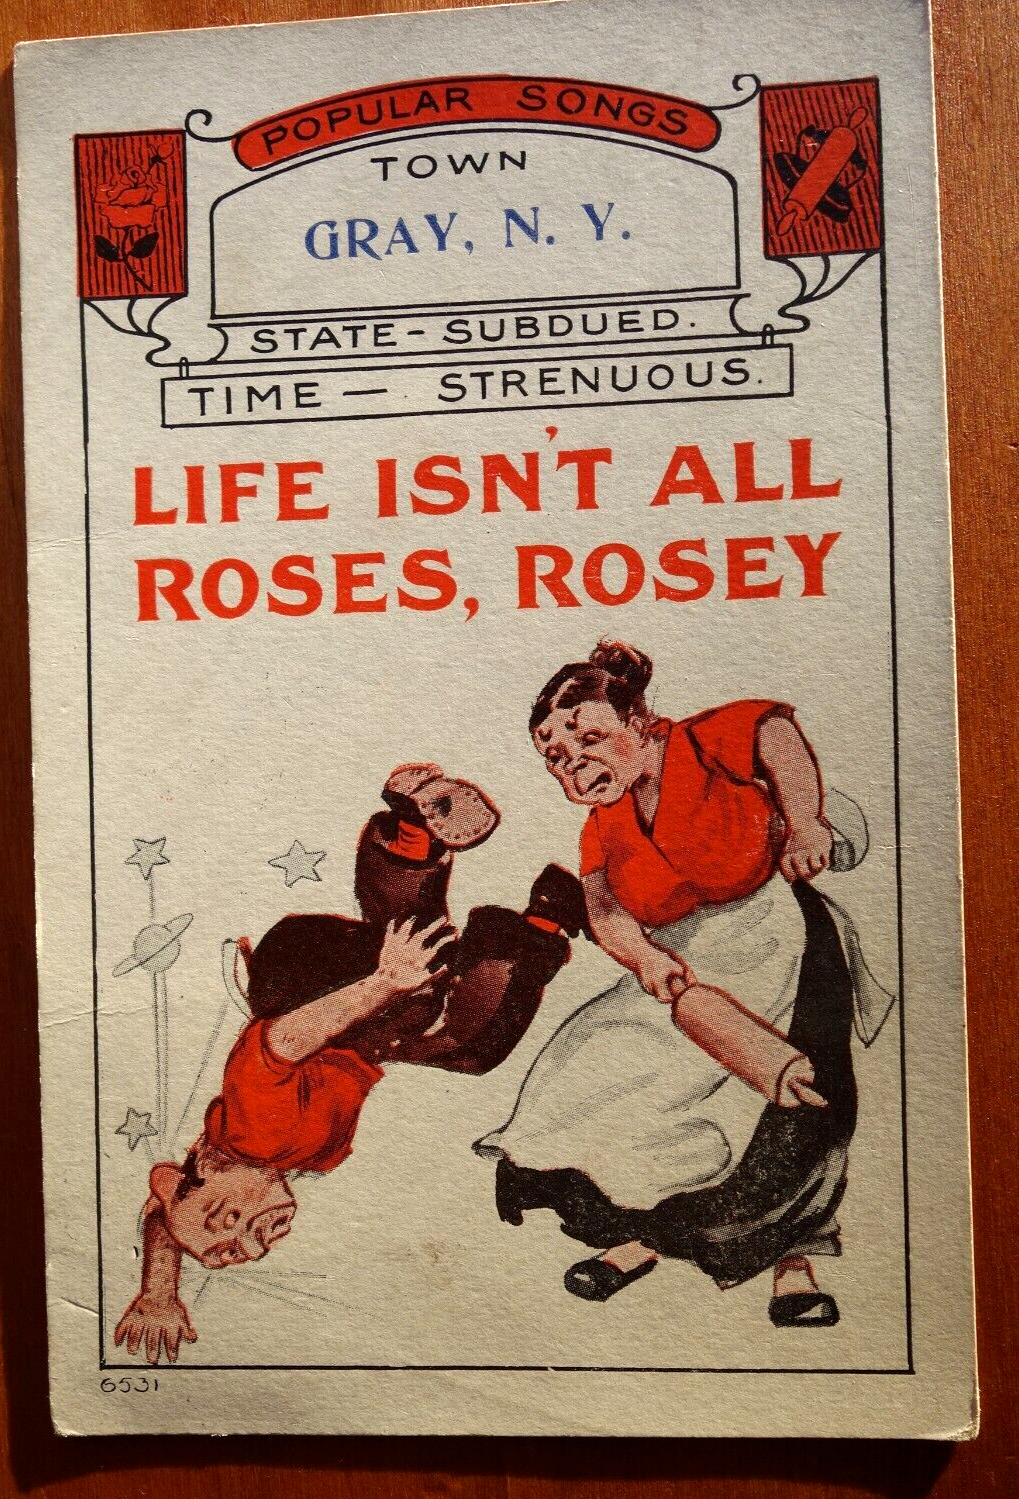 POPULAR SONGS
TOWN
GRAY, N. Y.
STATE - SUBDUED.
TIME — STRENUOUS.
LIFE ISN'T ALL
ROSES, ROSEY
6531